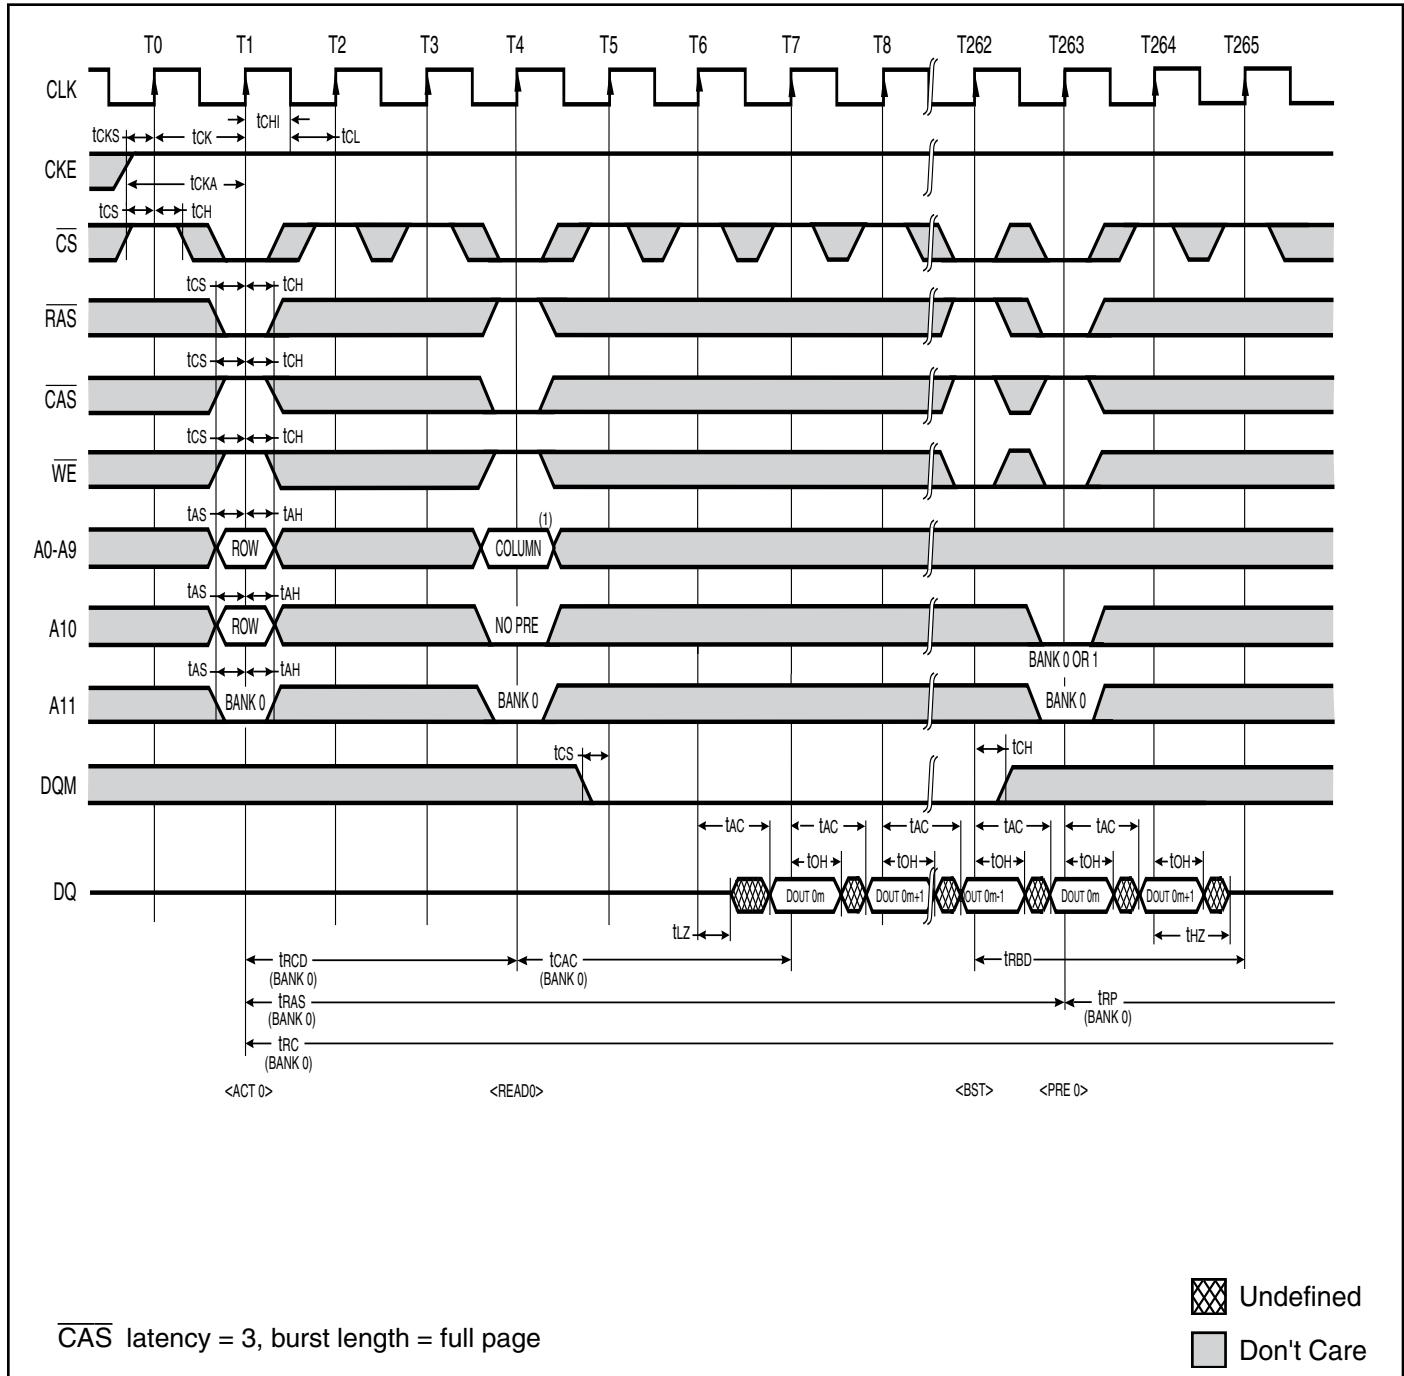 T0 T1 T2 T3 T4 T5 T6 T7 T8 T262 T263 T264 T265
CLK
tCHI
tCKS tCK tCL
CKE
tCKA
tCS tCH
CS
tCS tCH
RAS
tCS tCH
CAS
tCS tCH
WE
tAS tAH (1)
A0-A9 ROW COLUMN
tAS tAH
A10 ROW NO PRE
BANK 0 OR 1
tAS tAH
A11 BANK 0 BANK 0 BANK 0
tCS tCH
DQM
tAC tAC tAC tAC tAC
tOH tOH tOH tOH tOH
DQ DOUT 0m DOUT 0m+1 OUT 0m-1 DOUT 0m DOUT 0m+1
tLZ tHZ
tRCD tCAC tRBD
(BANK 0) (BANK 0)
tRAS tRP
(BANK 0) (BANK 0)
tRC
(BANK 0)
<ACT 0> <READ0> <BST> <PRE 0>
Undefined
CAS latency = 3, burst length = full page
Don't Care